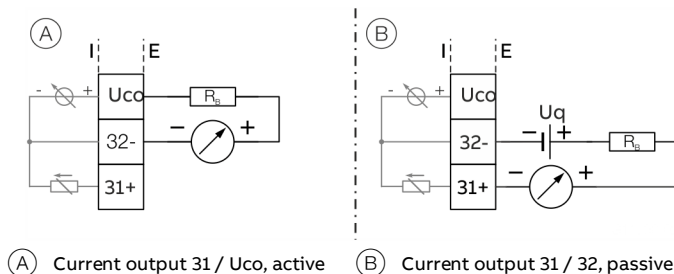 A
I E
- + Uco R_B
32- - +
31+
B
I E
- + Uco
Uq
32- - + R_B
31+ - +
A Current output 31 / Uco, active
B Current output 31 / 32, passive